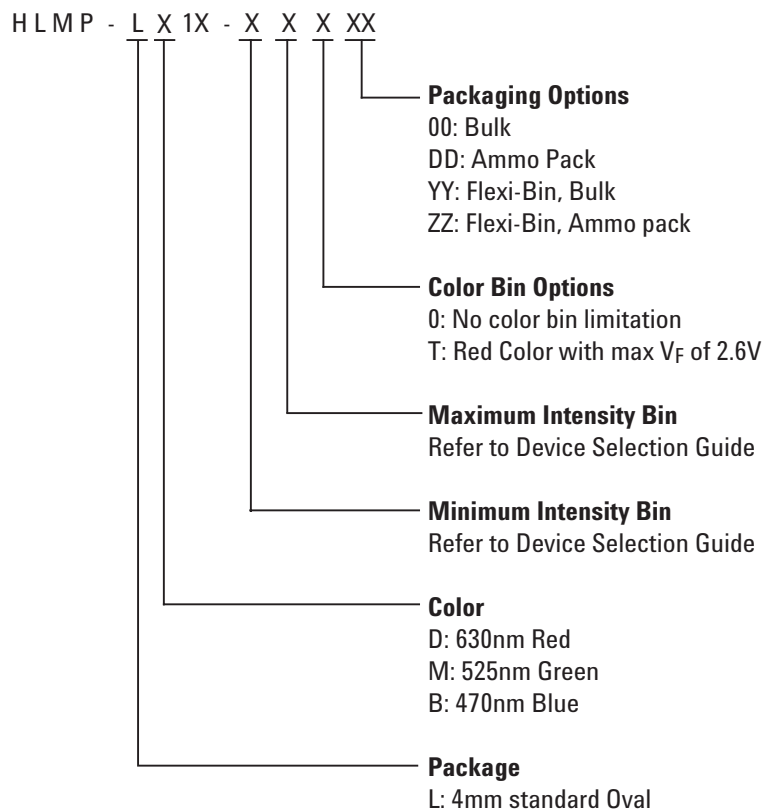 HLMP - L X 1X - X X X XX
Packaging Options
00: Bulk
DD: Ammo Pack
YY: Flexi-Bin, Bulk
ZZ: Flexi-Bin, Ammo pack
Color Bin Options
0: No color bin limitation
T: Red Color with max VF of 2.6V
Maximum Intensity Bin
Refer to Device Selection Guide
Minimum Intensity Bin
Refer to Device Selection Guide
Color
D: 630nm Red
M: 525nm Green
B: 470nm Blue
Package
L: 4mm standard Oval